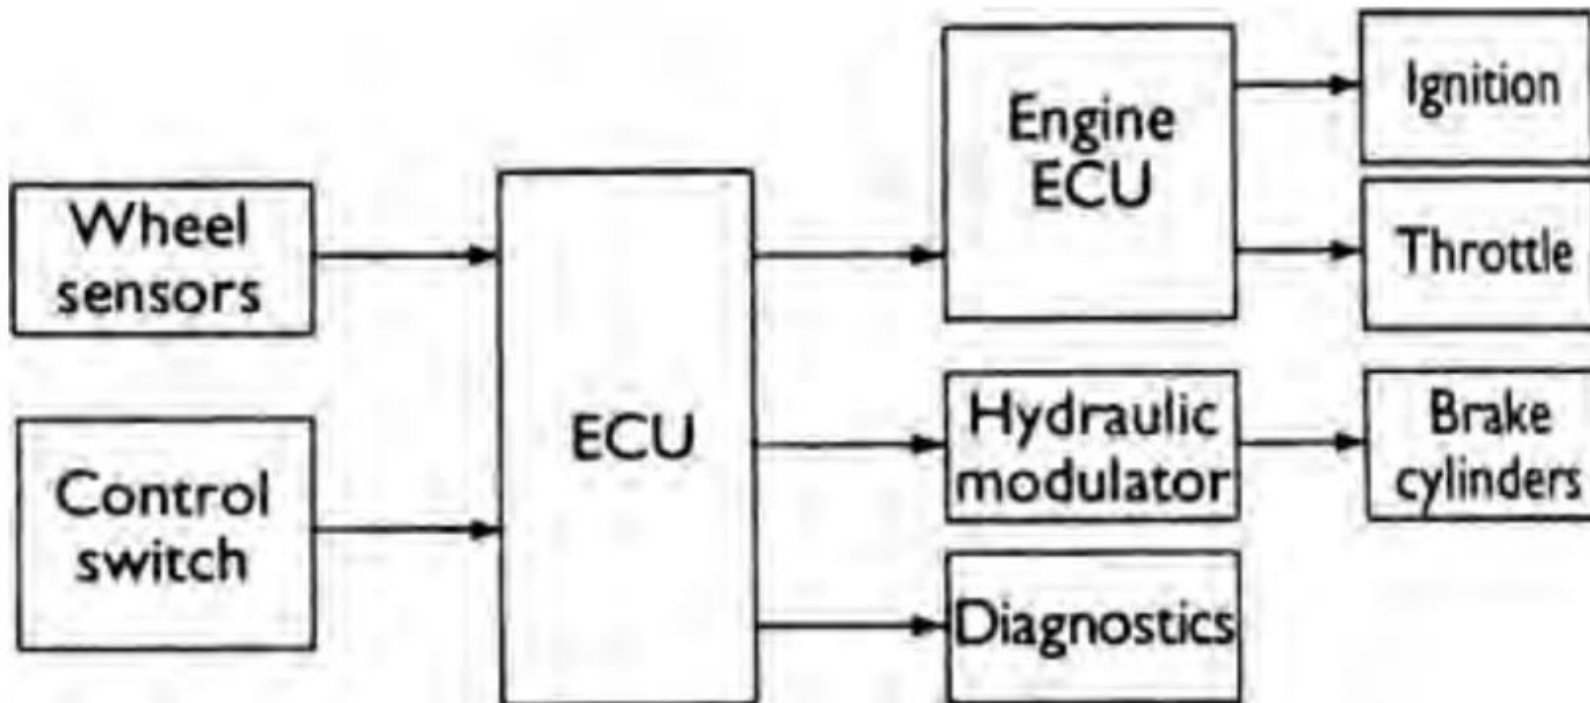 Wheel
sensors
Control
switch
ECU
Engine
ECU
Hydraulic
modulator
Diagnostics
Ignition
Throttle
Brake
cylinders